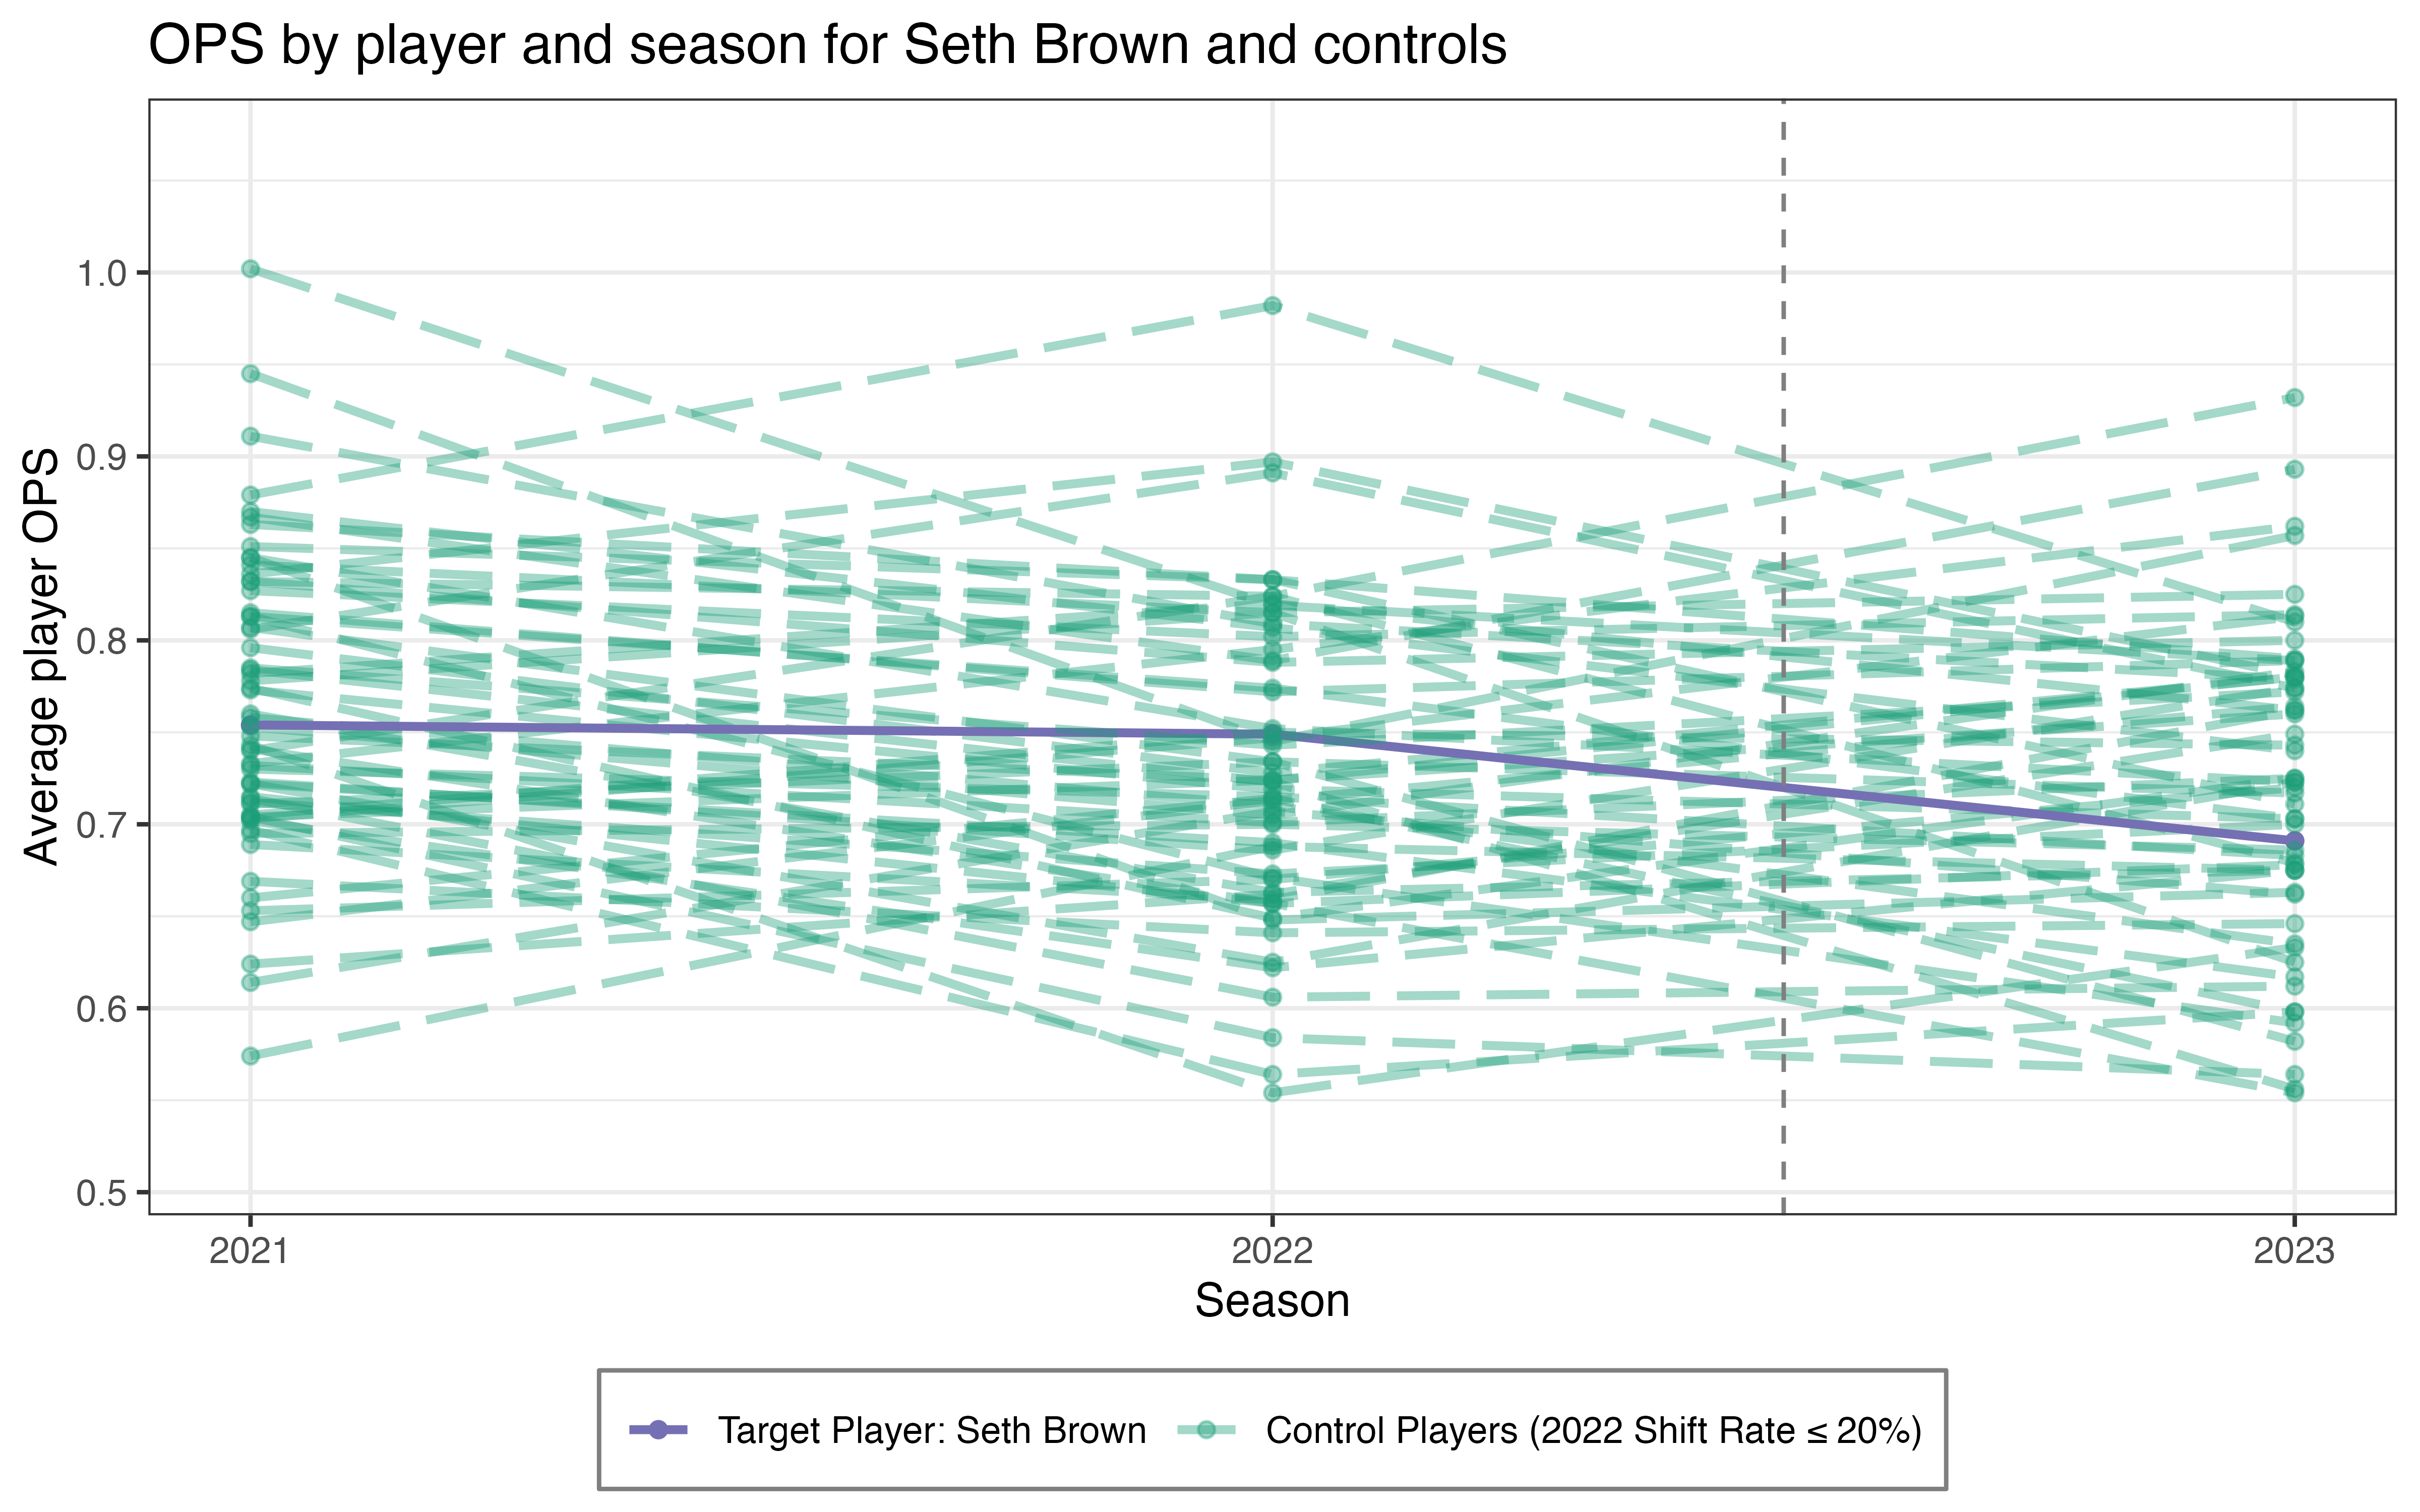 OPS by player and season for Seth Brown and controls
Average player OPS
1.0
0.9
0.8
0.7
0.6
0.5
2021
2022
2023
Season
Target Player: Seth Brown
Control Players (2022 Shift Rate ≤ 20%)